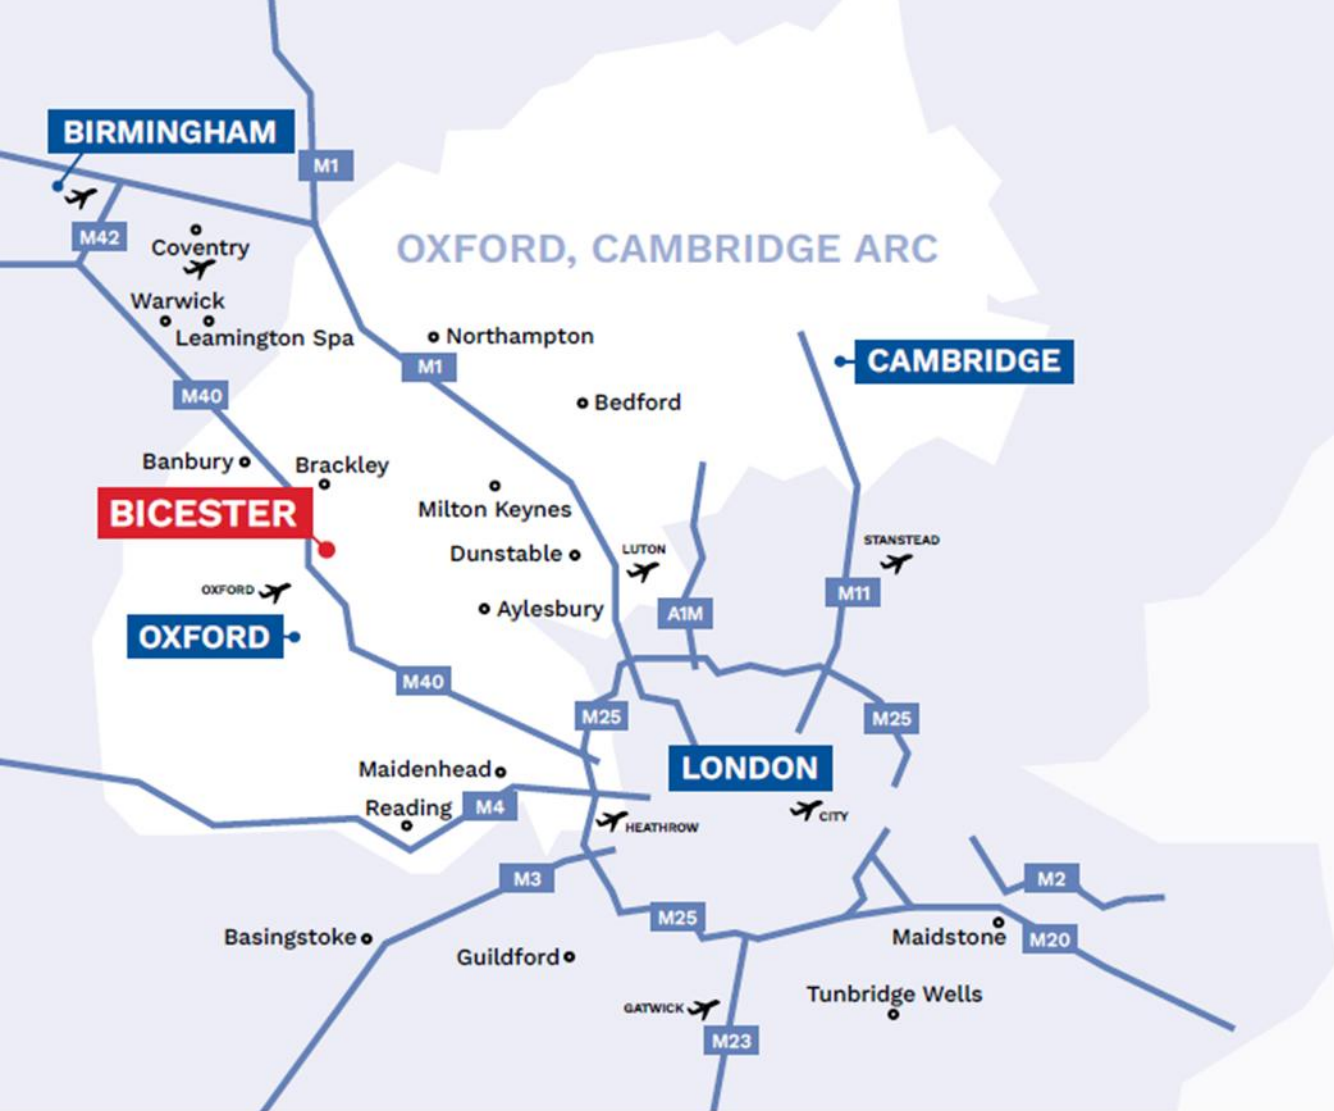 BIRMINGHAM
M1
M42
Coventry
OXFORD, CAMBRIDGE ARC
Warwick
Leamington Spa
Northampton
M1
CAMBRIDGE
M40
Bedford
Banbury
Brackley
Milton Keynes
BICESTER
Dunstable
LUTON
STANSTEAD
OXFORD
M11
Aylesbury
A1M
OXFORD
M40
M25
M25
LONDON
Maidenhead
Reading
M4
HEATHROW
CITY
M3
M2
M25
Basingstoke
Maidstone
M20
Guildford
Tunbridge Wells
GATWICK
M23